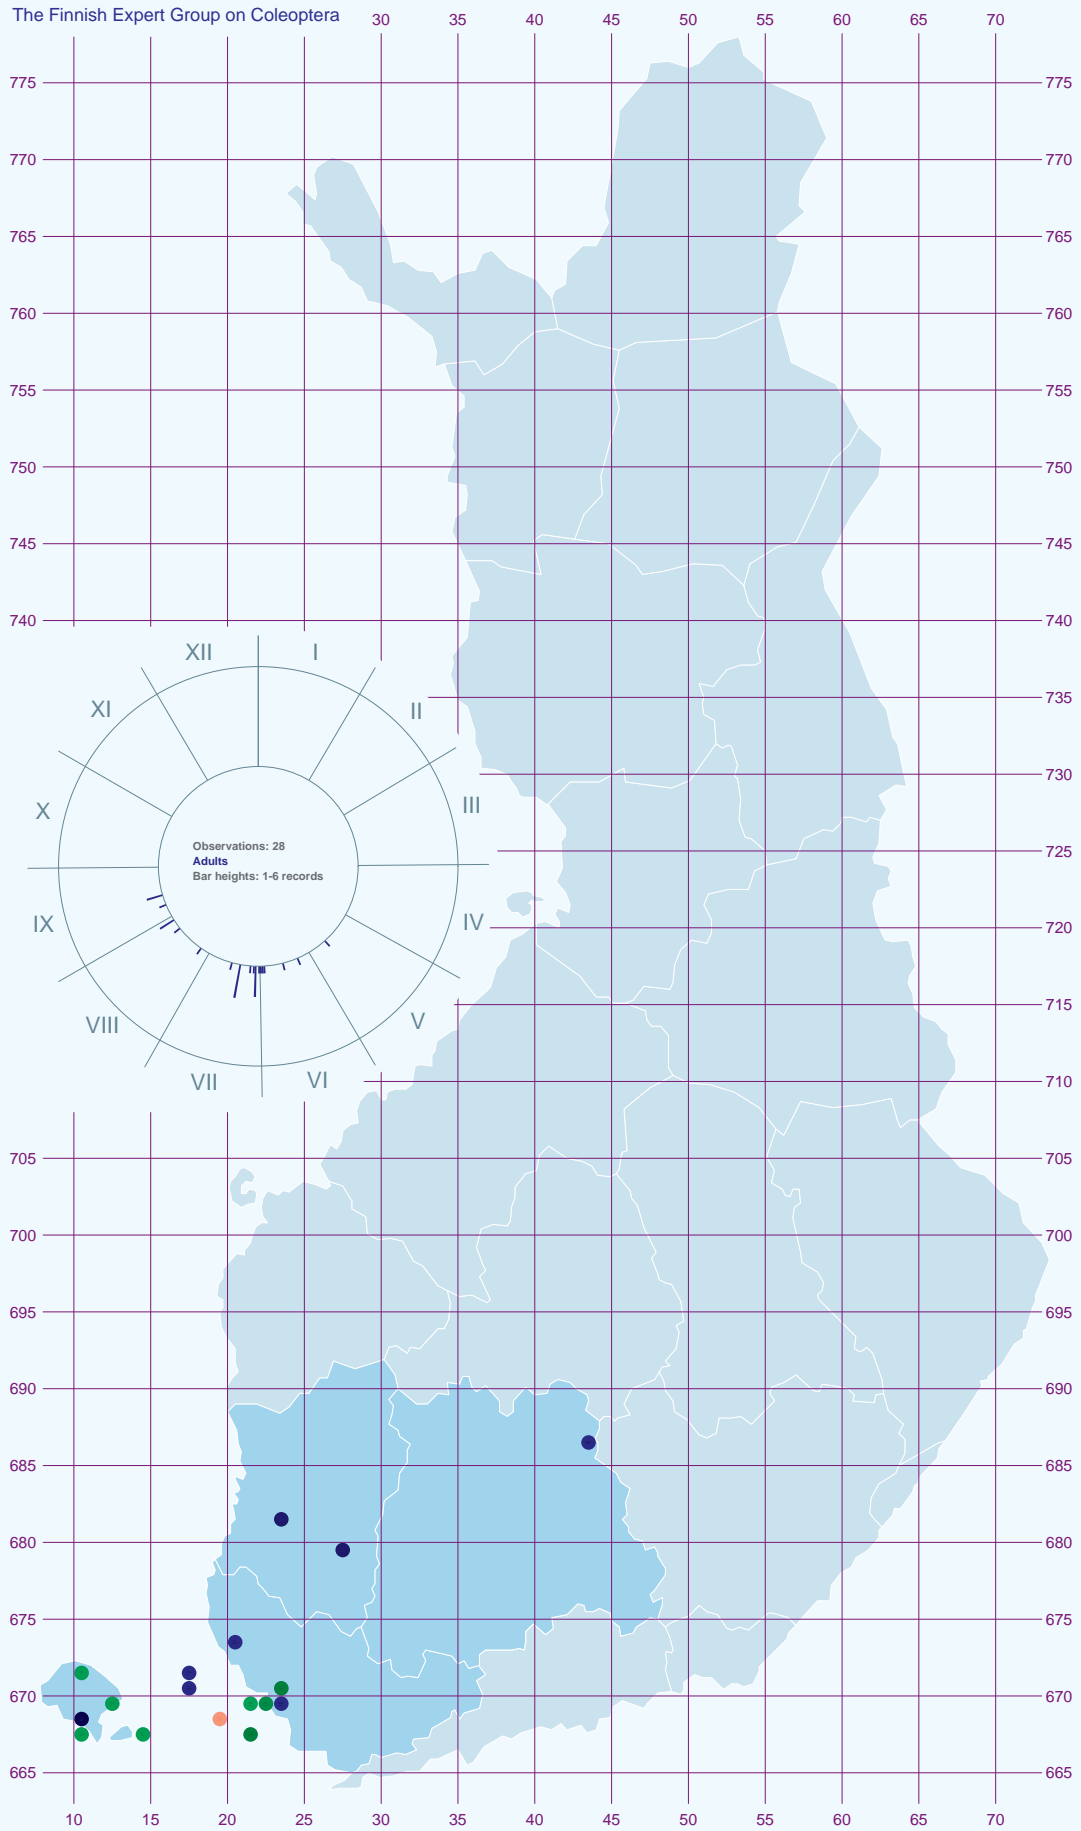 The Finnish Expert Group on Coleoptera
30 35 40 45 50 55 60 65 70
775 775
770 770
765 765
760 760
755 755
750 750
745 745
740 740
XII I
735
XI II
730
X III
725
Observations: 28
Adults
Bar heights: 1-6 records
IX IV 720
715
VIII V
VII VI 710
705 705
700 700
695 695
690 690
685 685
680 680
675 675
670 670
665 665
10 15 20 25 30 35 40 45 50 55 60 65 70